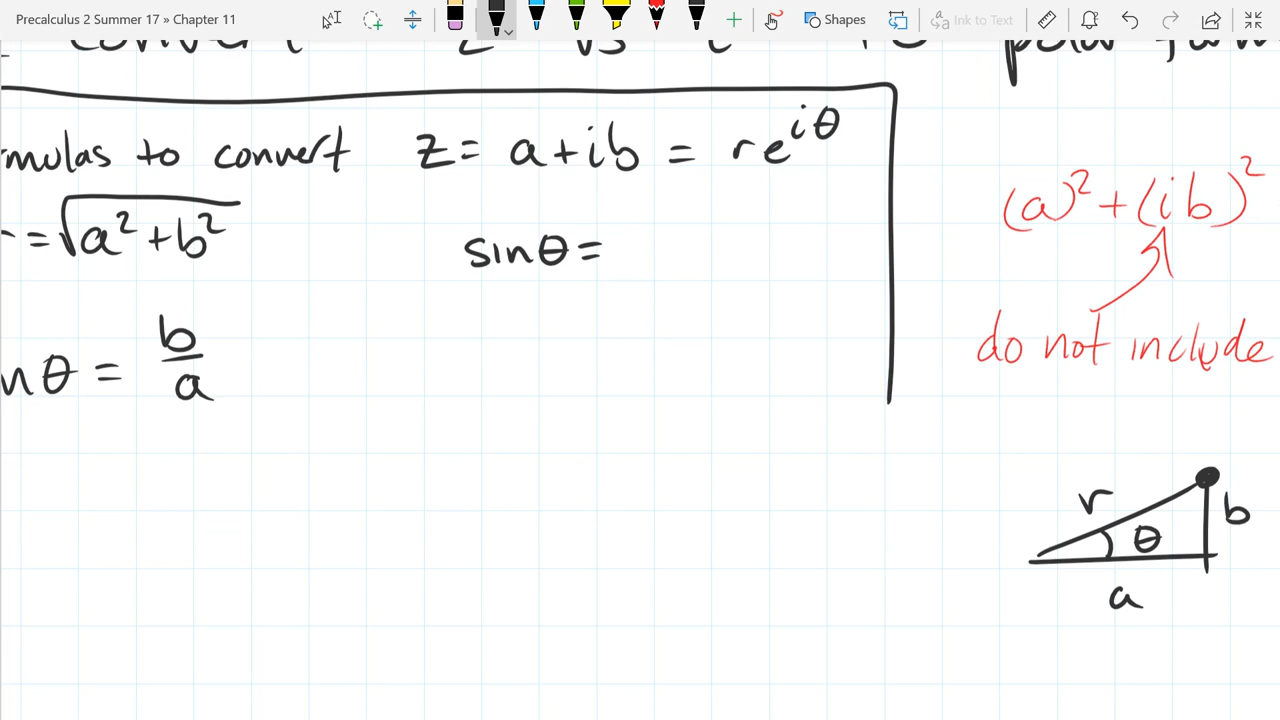 Precalculus 2 Summer 17 » Chapter 11
Shapes
Ink to Text
z = a+ib = re^{iθ}
mulas to convert
r = √(a² + b²)
sinθ =
nθ = b/a
(a)² + (ib)²
do not include
r
θ
b
a